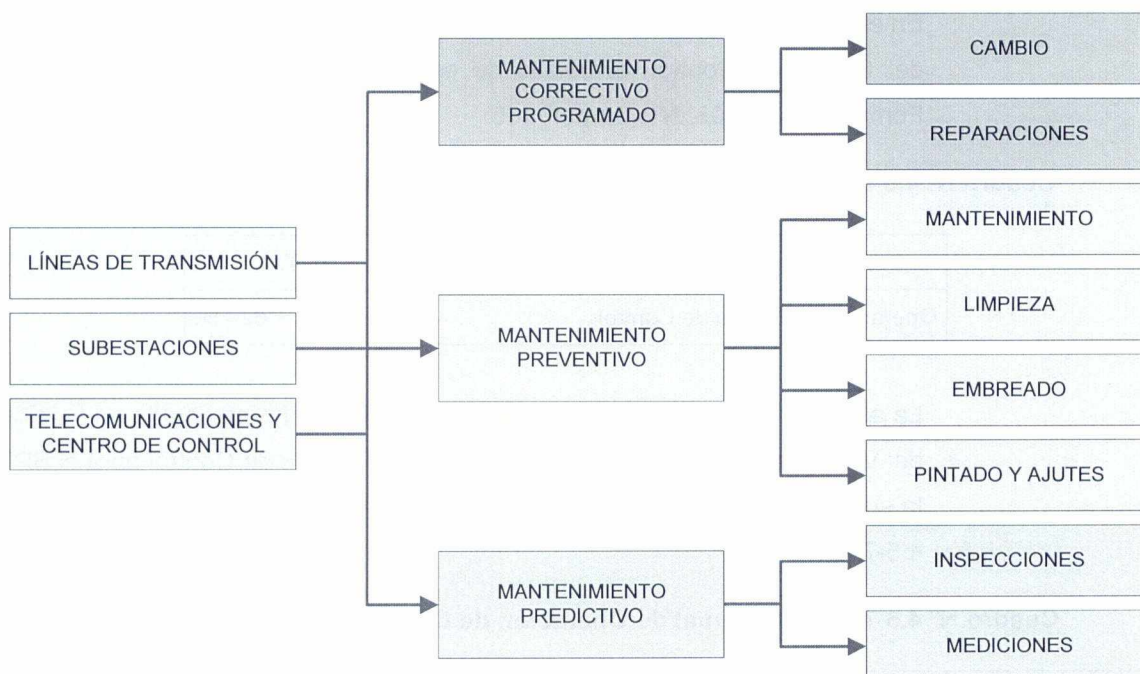 MANTENIMIENTO
CORRECTIVO
PROGRAMADO
CAMBIO
REPARACIONES
MANTENIMIENTO
LÍNEAS DE TRANSMISIÓN
SUBESTACIONES
TELECOMUNICACIONES Y
CENTRO DE CONTROL
MANTENIMIENTO
PREVENTIVO
LIMPIEZA
EMBREADO
PINTADO Y AJUTES
MANTENIMIENTO
PREDICTIVO
INSPECCIONES
MEDICIONES